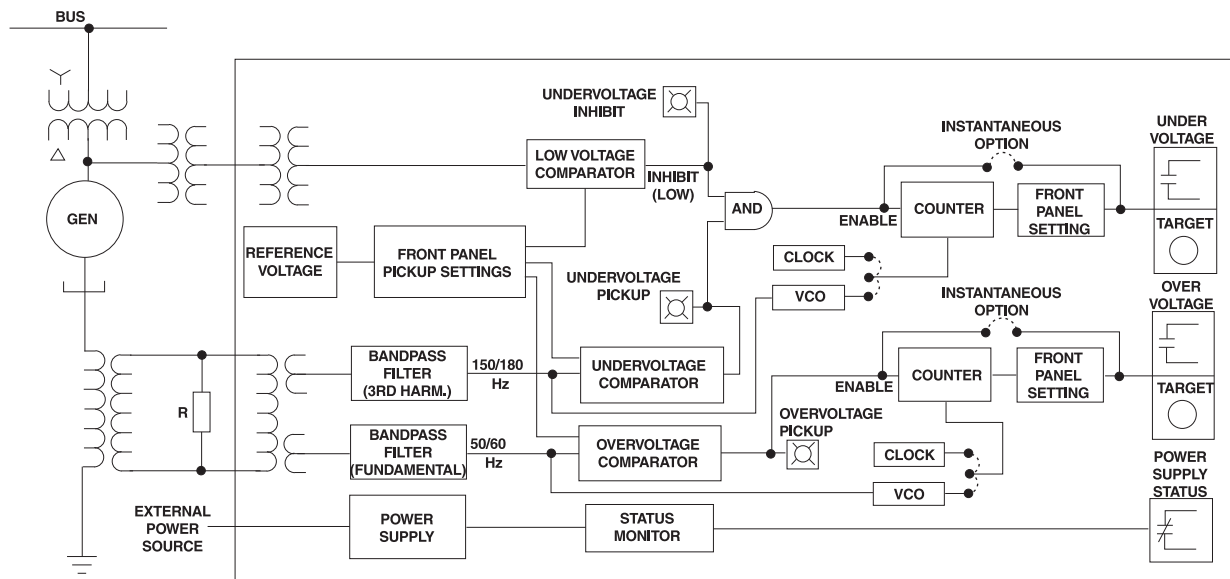 BUS
UNDERVOLTAGE
INHIBIT
LOW VOLTAGE
COMPARATOR
INHIBIT
(LOW)
AND
INSTANTANEOUS
OPTION
UNDER
VOLTAGE
ENABLE
COUNTER
FRONT
PANEL
SETTING
TARGET
GEN
REFERENCE
VOLTAGE
FRONT PANEL
PICKUP SETTINGS
UNDERVOLTAGE
PICKUP
CLOCK
VCO
INSTANTANEOUS
OPTION
OVER
VOLTAGE
BANDPASS
FILTER
(3RD HARM.)
150/180
Hz
UNDERVOLTAGE
COMPARATOR
ENABLE
COUNTER
FRONT
PANEL
SETTING
TARGET
R
BANDPASS
FILTER
(FUNDAMENTAL)
50/60
Hz
OVERVOLTAGE
COMPARATOR
OVERVOLTAGE
PICKUP
CLOCK
VCO
POWER
SUPPLY
STATUS
EXTERNAL
POWER
SOURCE
POWER
SUPPLY
STATUS
MONITOR